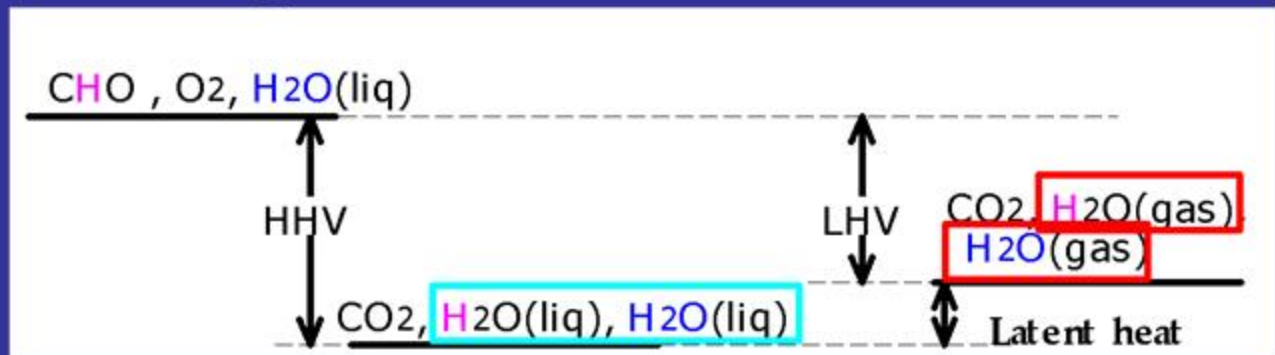 CHO , O2, H2O(liq)
HHV
LHV
CO2, H2O(gas),
H2O(gas)
CO2, H2O(liq), H2O(liq)
Latent heat